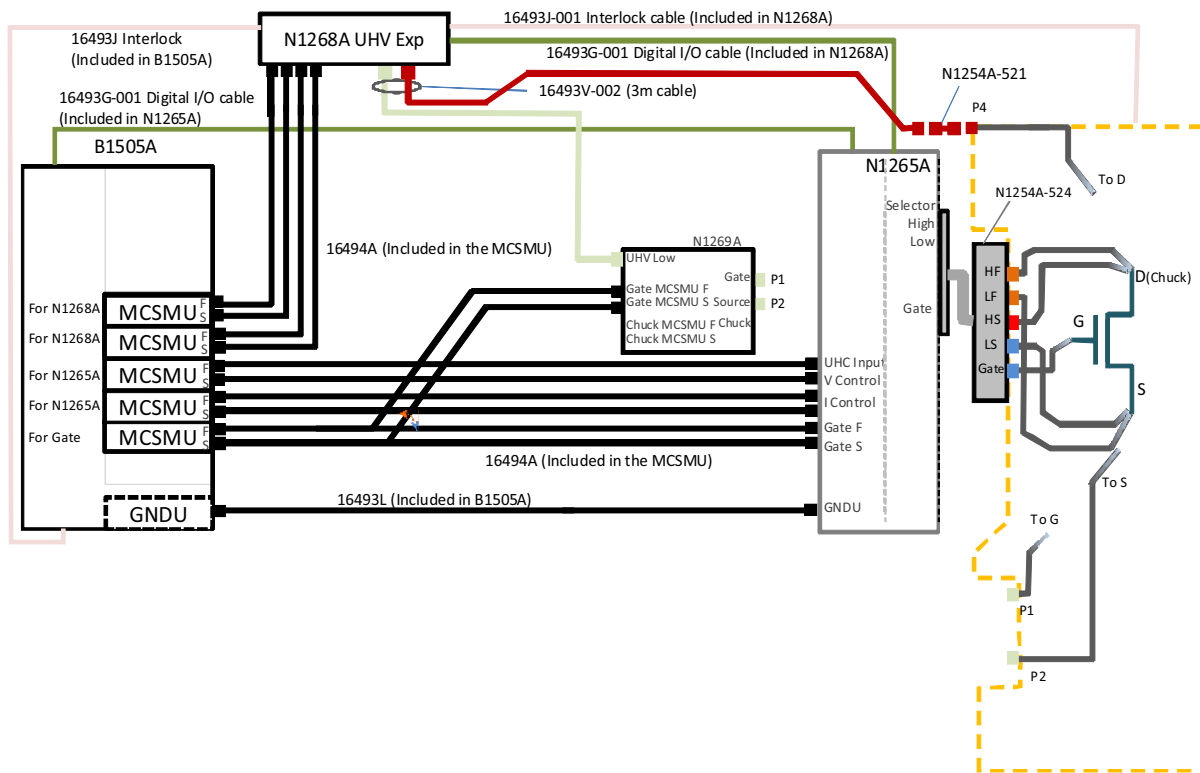 16493J-001 Interlock cable (Included in N1268A)
16493J Interlock
(Included in B1505A)
N1268A UHV Exp
16493G-001 Digital I/O cable (Included in N1268A)
N1254A-521
16493V-002 (3m cable)
16493G-001 Digital I/O cable
(Included in N1265A)
P4
B1505A
N1265A
To D
N1254A-524
Selector
High
Low
16494A (Included in the MCSMU)
N1269A
UHV Low
Gate
P1
Gate MCSMU F
Gate MCSMU S
Source
P2
Chuck MCSMU F
Chuck
Chuck MCSMU S
Gate
HF
LF
HS
LS
Gate
D(Chuck)
G
S
For N1268A
MCSMU
F
S
For N1268A
MCSMU
F
S
For N1265A
MCSMU
F
S
For N1265A
MCSMU
F
S
For Gate
MCSMU
F
S
UHC Input
V Control
I Control
Gate F
Gate S
16494A (Included in the MCSMU)
To S
16493L (Included in B1505A)
GNDU
GNDU
To G
P1
P2